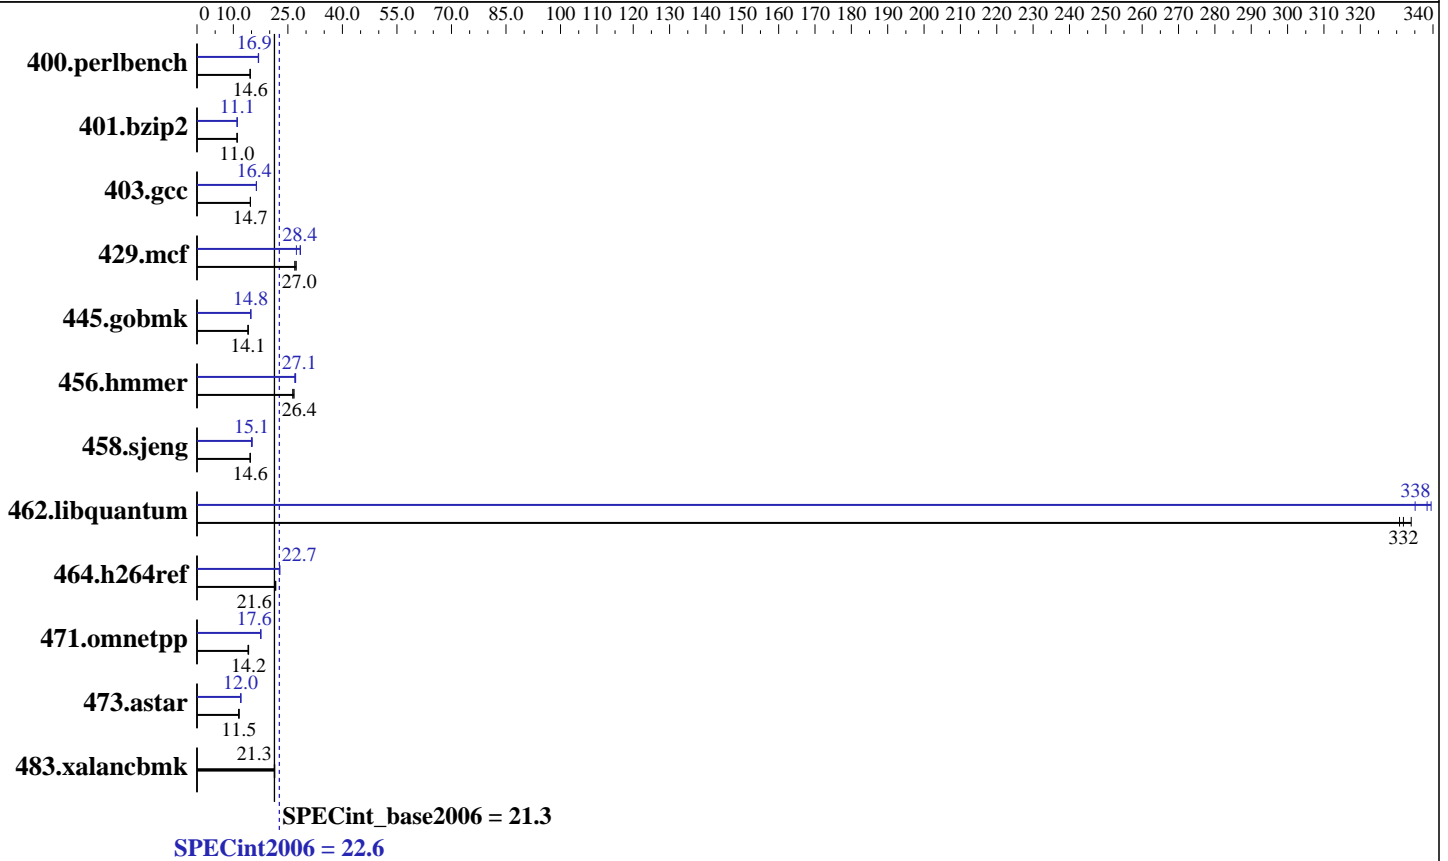 0 10.0 25.0 40.0 55.0 70.0 85.0 100 110 120 130 140 150 160 170 180 190 200 210 220 230 240 250 260 270 280 290 300 310 320 340
16.9
400.perlbench
14.6
11.1
401.bzip2
11.0
16.4
403.gcc
14.7
28.4
429.mcf
27.0
14.8
445.gobmk
14.1
27.1
456.hmmer
26.4
15.1
458.sjeng
14.6
338
462.libquantum
332
22.7
464.h264ref
21.6
17.6
471.omnetpp
14.2
12.0
473.astar
11.5
21.3
483.xalancbmk
SPECint_base2006 = 21.3
SPECint2006 = 22.6